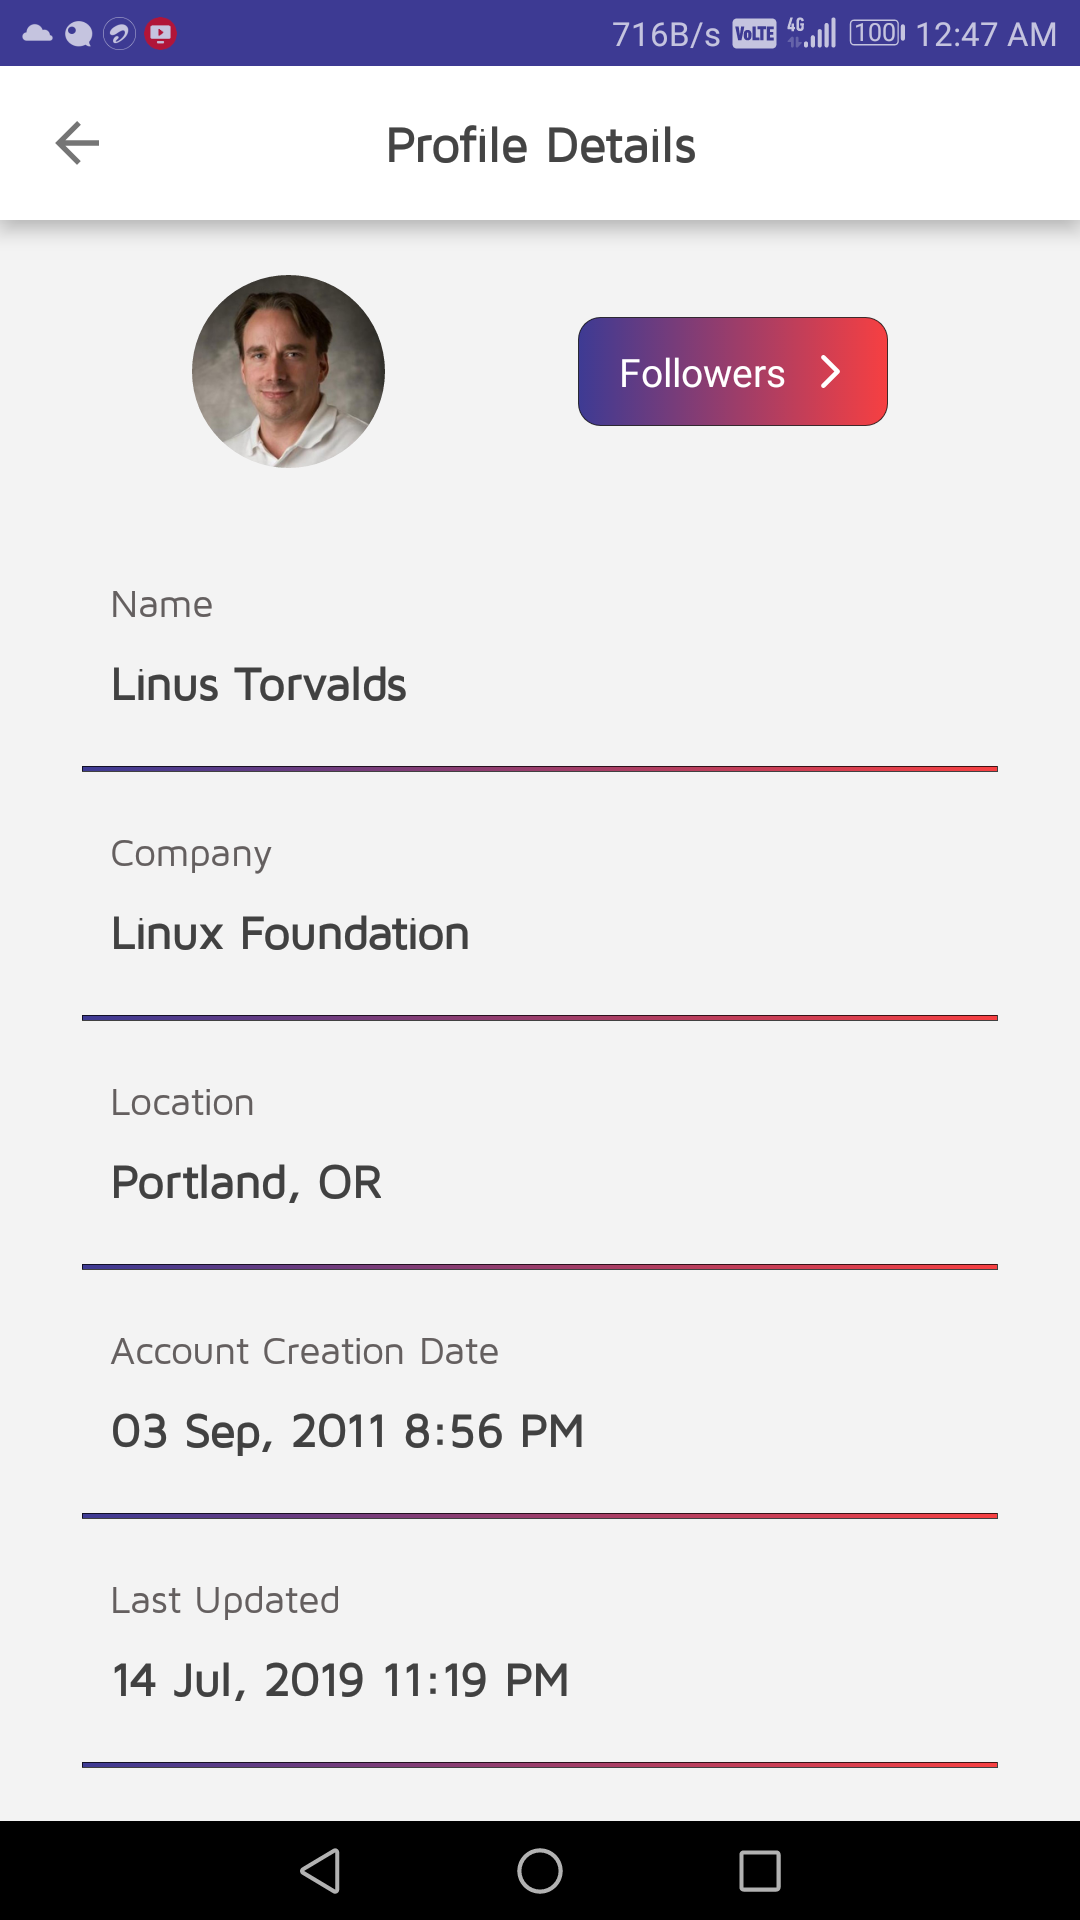 716B/s VoLTE 4G 100 12:47 AM
Profile Details
Followers
Name
Linus Torvalds
Company
Linux Foundation
Location
Portland, OR
Account Creation Date
03 Sep, 2011 8:56 PM
Last Updated
14 Jul, 2019 11:19 PM